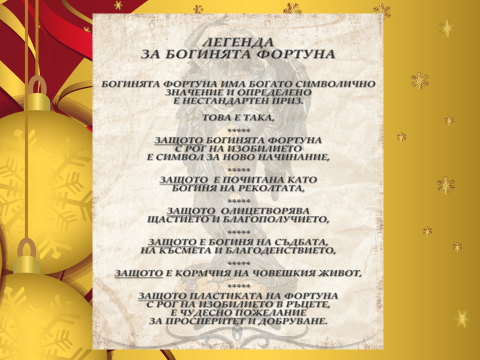 ЛЕГЕНДА
ЗА БОГИНЯТА ФОРТУНА
БОГИНЯТА ФОРТУНА ИМА БОГАТО СИМВОЛИЧНО
ЗНАЧЕНИЕ И ОПРЕДЕЛЕНО
Е НЕСТАНДАРТЕН ПРИЗ.
ТОВА Е ТАКА,
*****
ЗАЩОТО БОГИНЯТА ФОРТУНА
С РОГ НА ИЗОБИЛИЕТО
Е СИМВОЛ ЗА НОВО НАЧИНАНИЕ,
*****
ЗАЩОТО Е ПОЧИТАНА КАТО
БОГИНЯ НА РЕКОЛТАТА,
*****
ЗАЩОТО ОЛИЦЕТВОРЯВА
ЩАСТИЕТО И БЛАГОПОЛУЧИЕТО,
*****
ЗАЩОТО Е БОГИНЯ НА СЪДБАТА,
НА КЪСМЕТА И БЛАГОДЕНСТВИЕТО,
*****
ЗАЩОТО Е КОРМЧИЯ НА ЧОВЕШКИЯ ЖИВОТ,
*****
ЗАЩОТО ПЛАСТИКАТА НА ФОРТУНА
С РОГ НА ИЗОБИЛИЕТО В РЪЦЕТЕ,
Е ЧУДЕСНО ПОЖЕЛАНИЕ
ЗА ПРОСПЕРИТЕТ И ДОБРУВАНЕ.